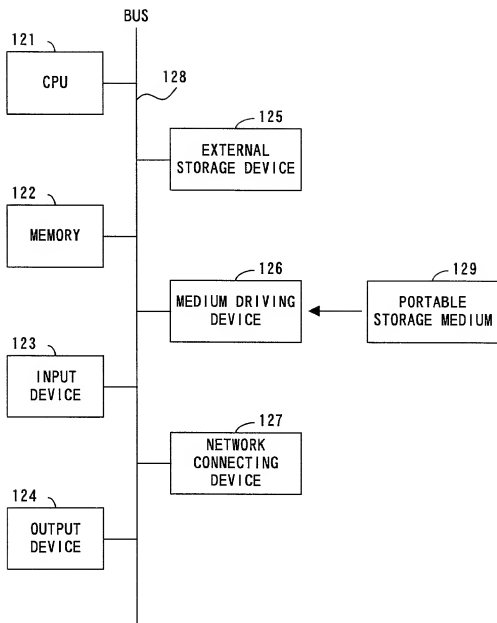 BUS
121
CPU
128
125
EXTERNAL
STORAGE DEVICE
122
MEMORY
126
MEDIUM DRIVING
DEVICE
129
PORTABLE
STORAGE MEDIUM
123
INPUT
DEVICE
127
NETWORK
CONNECTING
DEVICE
124
OUTPUT
DEVICE